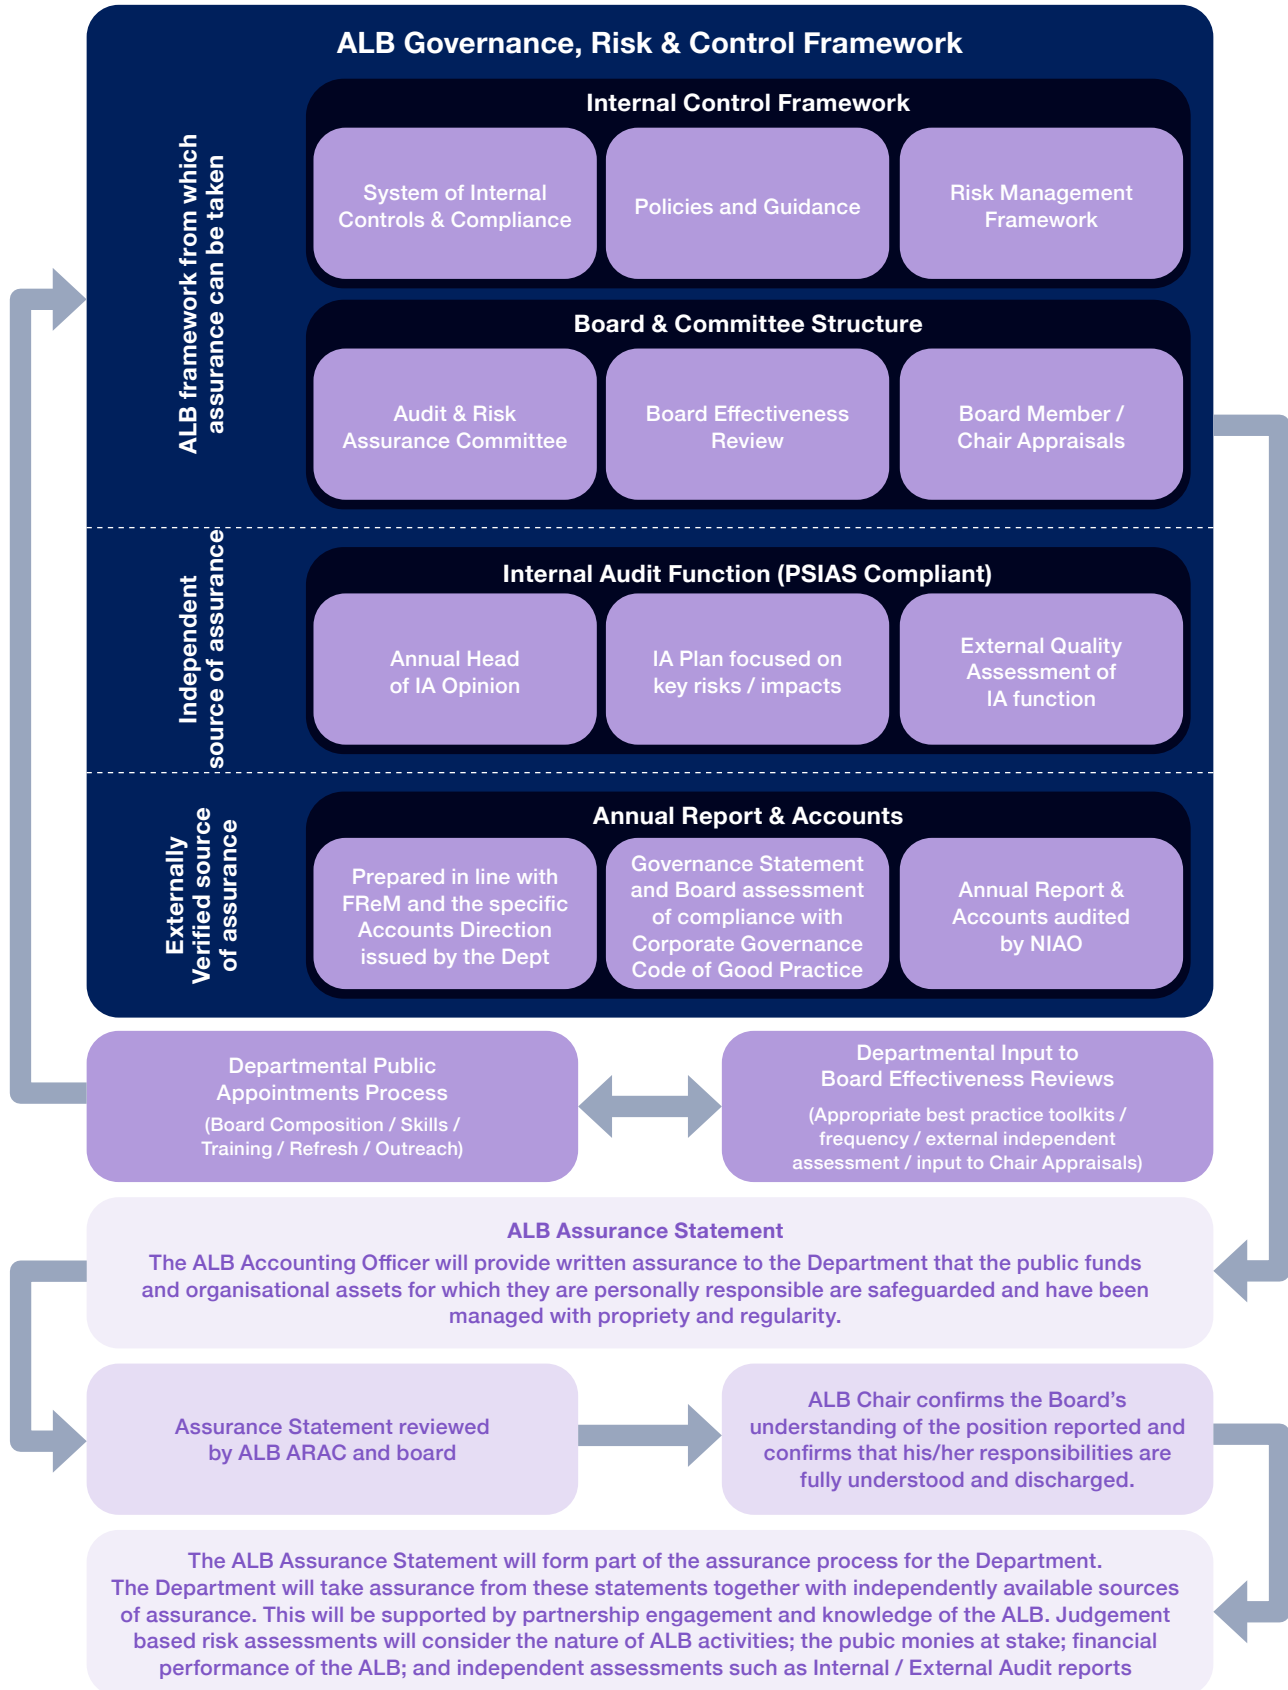 ALB Governance, Risk & Control Framework
ALB framework from which
assurance can be taken
Internal Control Framework
System of Internal
Controls & Compliance
Policies and Guidance
Risk Management
Framework
Board & Committee Structure
Audit & Risk
Assurance Committee
Board Effectiveness
Review
Board Member /
Chair Appraisals
Independent
source of assurance
Internal Audit Function (PSIAS Compliant)
Annual Head
of IA Opinion
IA Plan focused on
key risks / impacts
External Quality
Assessment of
IA function
Externally
Verified source
of assurance
Annual Report & Accounts
Prepared in line with
FReM and the specific
Accounts Direction
issued by the Dept
Governance Statement
and Board assessment
of compliance with
Corporate Governance
Code of Good Practice
Annual Report &
Accounts audited
by NIAO
Departmental Public
Appointments Process
(Board Composition / Skills /
Training / Refresh / Outreach)
Departmental Input to
Board Effectiveness Reviews
(Appropriate best practice toolkits /
frequency / external independent
assessment / input to Chair Appraisals)
ALB Assurance Statement
The ALB Accounting Officer will provide written assurance to the Department that the public funds
and organisational assets for which they are personally responsible are safeguarded and have been
managed with propriety and regularity.
Assurance Statement reviewed
by ALB ARAC and board
ALB Chair confirms the Board’s
understanding of the position reported and
confirms that his/her responsibilities are
fully understood and discharged.
The ALB Assurance Statement will form part of the assurance process for the Department.
The Department will take assurance from these statements together with independently available sources
of assurance. This will be supported by partnership engagement and knowledge of the ALB. Judgement
based risk assessments will consider the nature of ALB activities; the pubic monies at stake; financial
performance of the ALB; and independent assessments such as Internal / External Audit reports